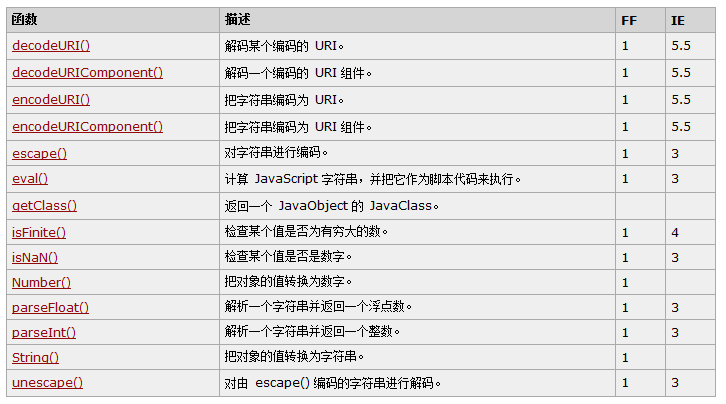 函数 描述 FF IE
decodeURI() 解码某个编码的 URI。 1 5.5
decodeURIComponent() 解码一个编码的 URI 组件。 1 5.5
encodeURI() 把字符串编码为 URI。 1 5.5
encodeURIComponent() 把字符串编码为 URI 组件。 1 5.5
escape() 对字符串进行编码。 1 3
eval() 计算 JavaScript 字符串，并把它作为脚本代码来执行。 1 3
getClass() 返回一个 JavaObject 的 JavaClass。
isFinite() 检查某个值是否为有穷大的数。 1 4
isNaN() 检查某个值是否是数字。 1 3
Number() 把对象的值转换为数字。 1
parseFloat() 解析一个字符串并返回一个浮点数。 1 3
parseInt() 解析一个字符串并返回一个整数。 1 3
String() 把对象的值转换为字符串。 1
unescape() 对由 escape() 编码的字符串进行解码。 1 3